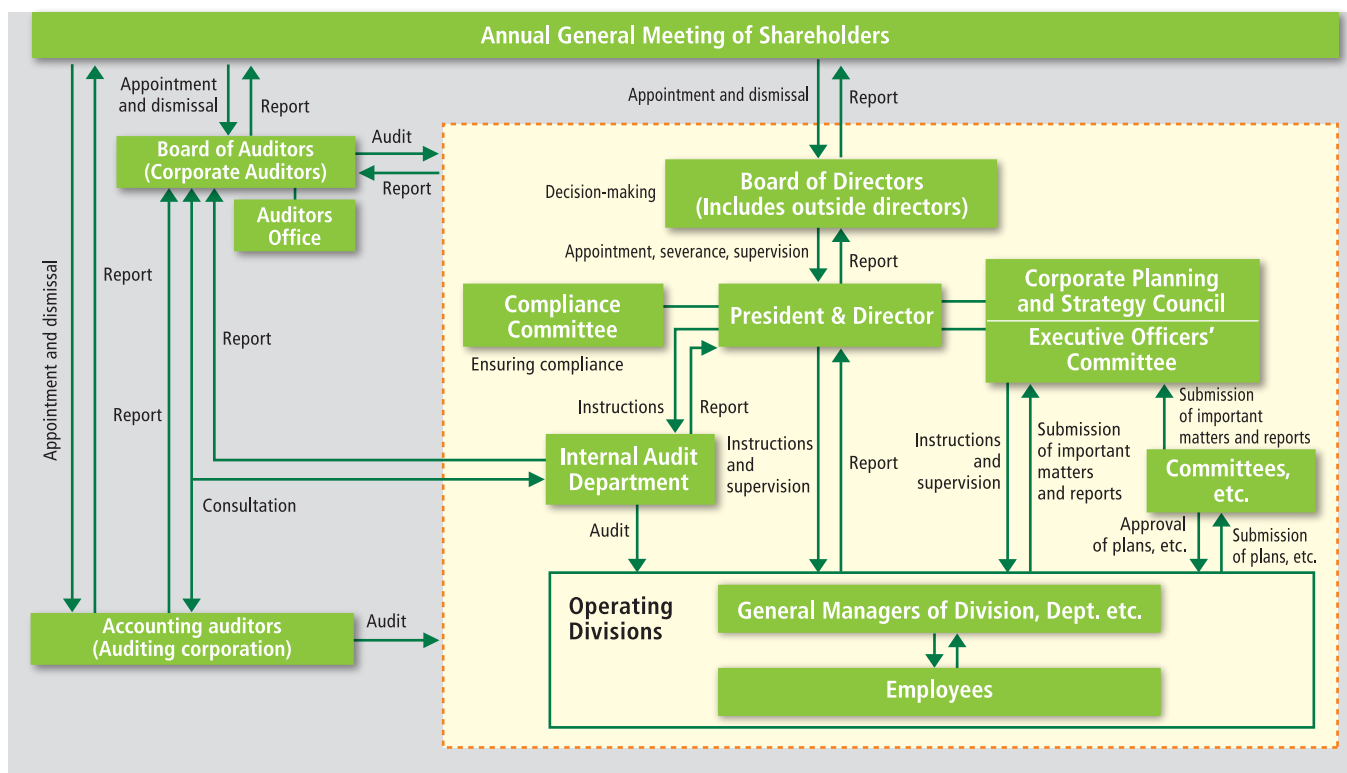 Annual General Meeting of Shareholders
Appointment
and dismissal
Report
Appointment and dismissal
Report
Board of Auditors
(Corporate Auditors)
Audit
Report
Auditors
Office
Decision-making
Board of Directors
(Includes outside directors)
Appointment, severance, supervision
Report
Appointment and dismissal
Report
Report
Report
Compliance
Committee
Ensuring compliance
President & Director
Corporate Planning
and Strategy Council
Executive Officers'
Committee
Instructions
Report
Internal Audit
Department
Instructions
and
supervision
Report
Instructions
and
supervision
Submission
of important
matters
and reports
Submission
of important
matters and reports
Committees,
etc.
Approval
of plans, etc.
Submission
of plans, etc.
Consultation
Audit
Accounting auditors
(Auditing corporation)
Audit
Operating
Divisions
General Managers of Division, Dept. etc.
Employees